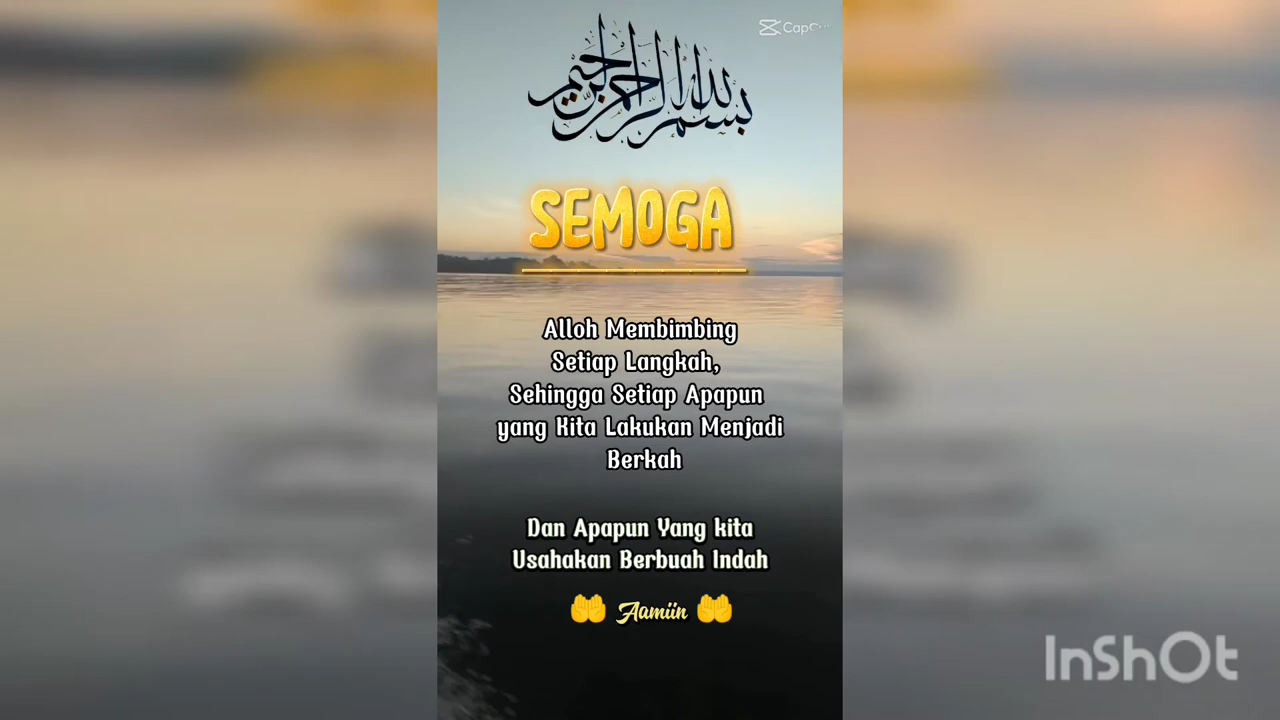 بسم الله الرحمن الرحيم
SEMOGA
Alloh Membimbing
Setiap Langkah,
Sehingga Setiap Apapun
yang Kita Lakukan Menjadi
Berkah
Dan Apapun Yang kita
Usahakan Berbuah Indah
🤲 Aamiin 🤲
InShOt